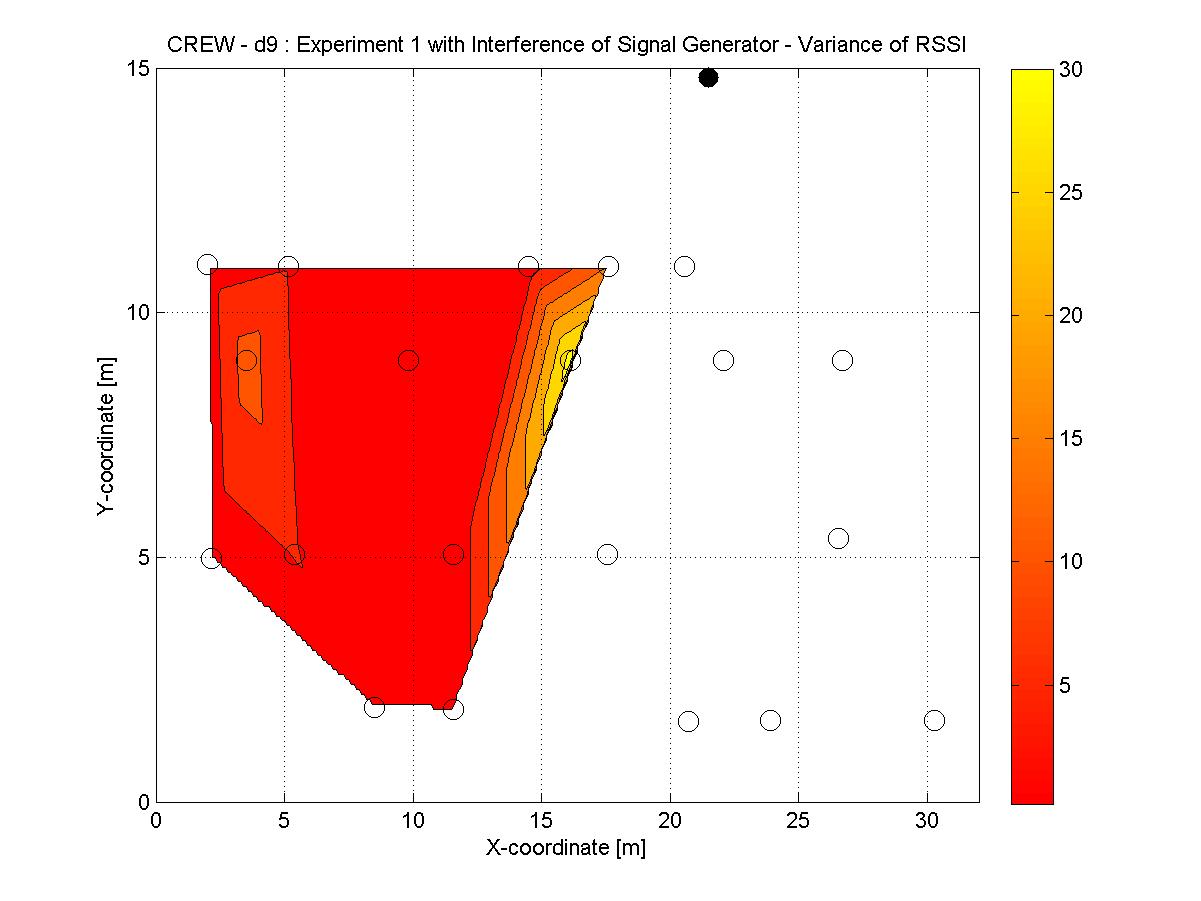 CREW - d9 : Experiment 1 with Interference of Signal Generator - Variance of RSSI
15
10
5
0
Y-coordinate [m]
0 5 10 15 20 25 30
X-coordinate [m]
30
25
20
15
10
5